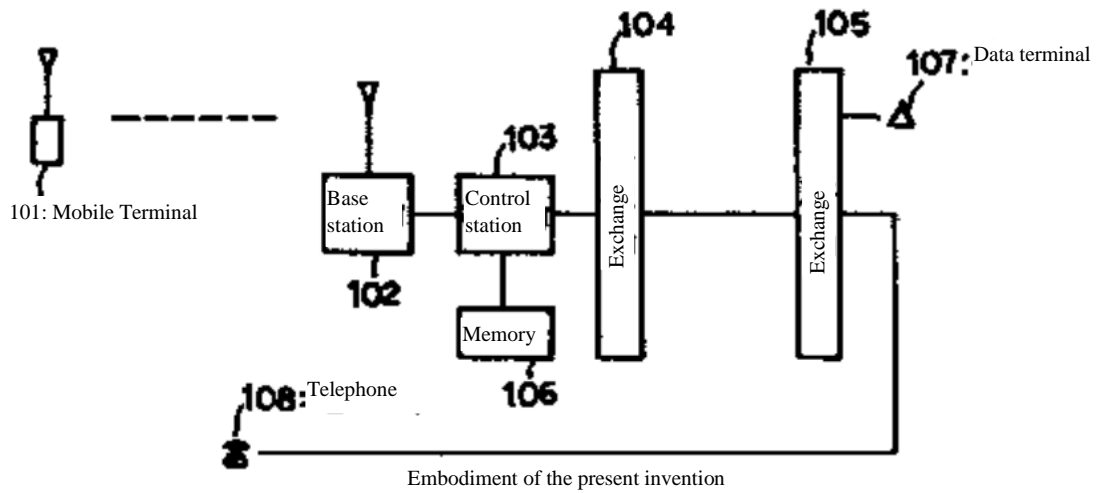 104
105
107: Data terminal
103
101: Mobile Terminal
Base
station
Control
station
Exchange
Exchange
102
Memory
106
108: Telephone
Embodiment of the present invention